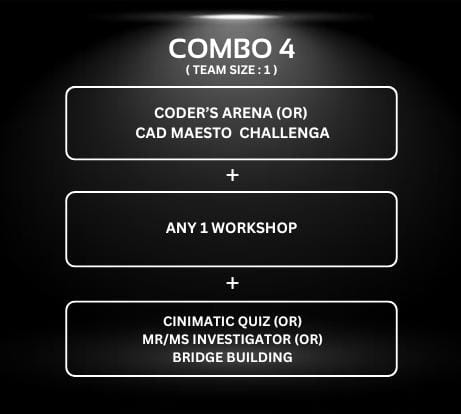 COMBO 4
( TEAM SIZE : 1 )
CODER'S ARENA (OR)
CAD MAESTO CHALLENGA
+
ANY 1 WORKSHOP
+
CINIMATIC QUIZ (OR)
MR/MS INVESTIGATOR (OR)
BRIDGE BUILDING